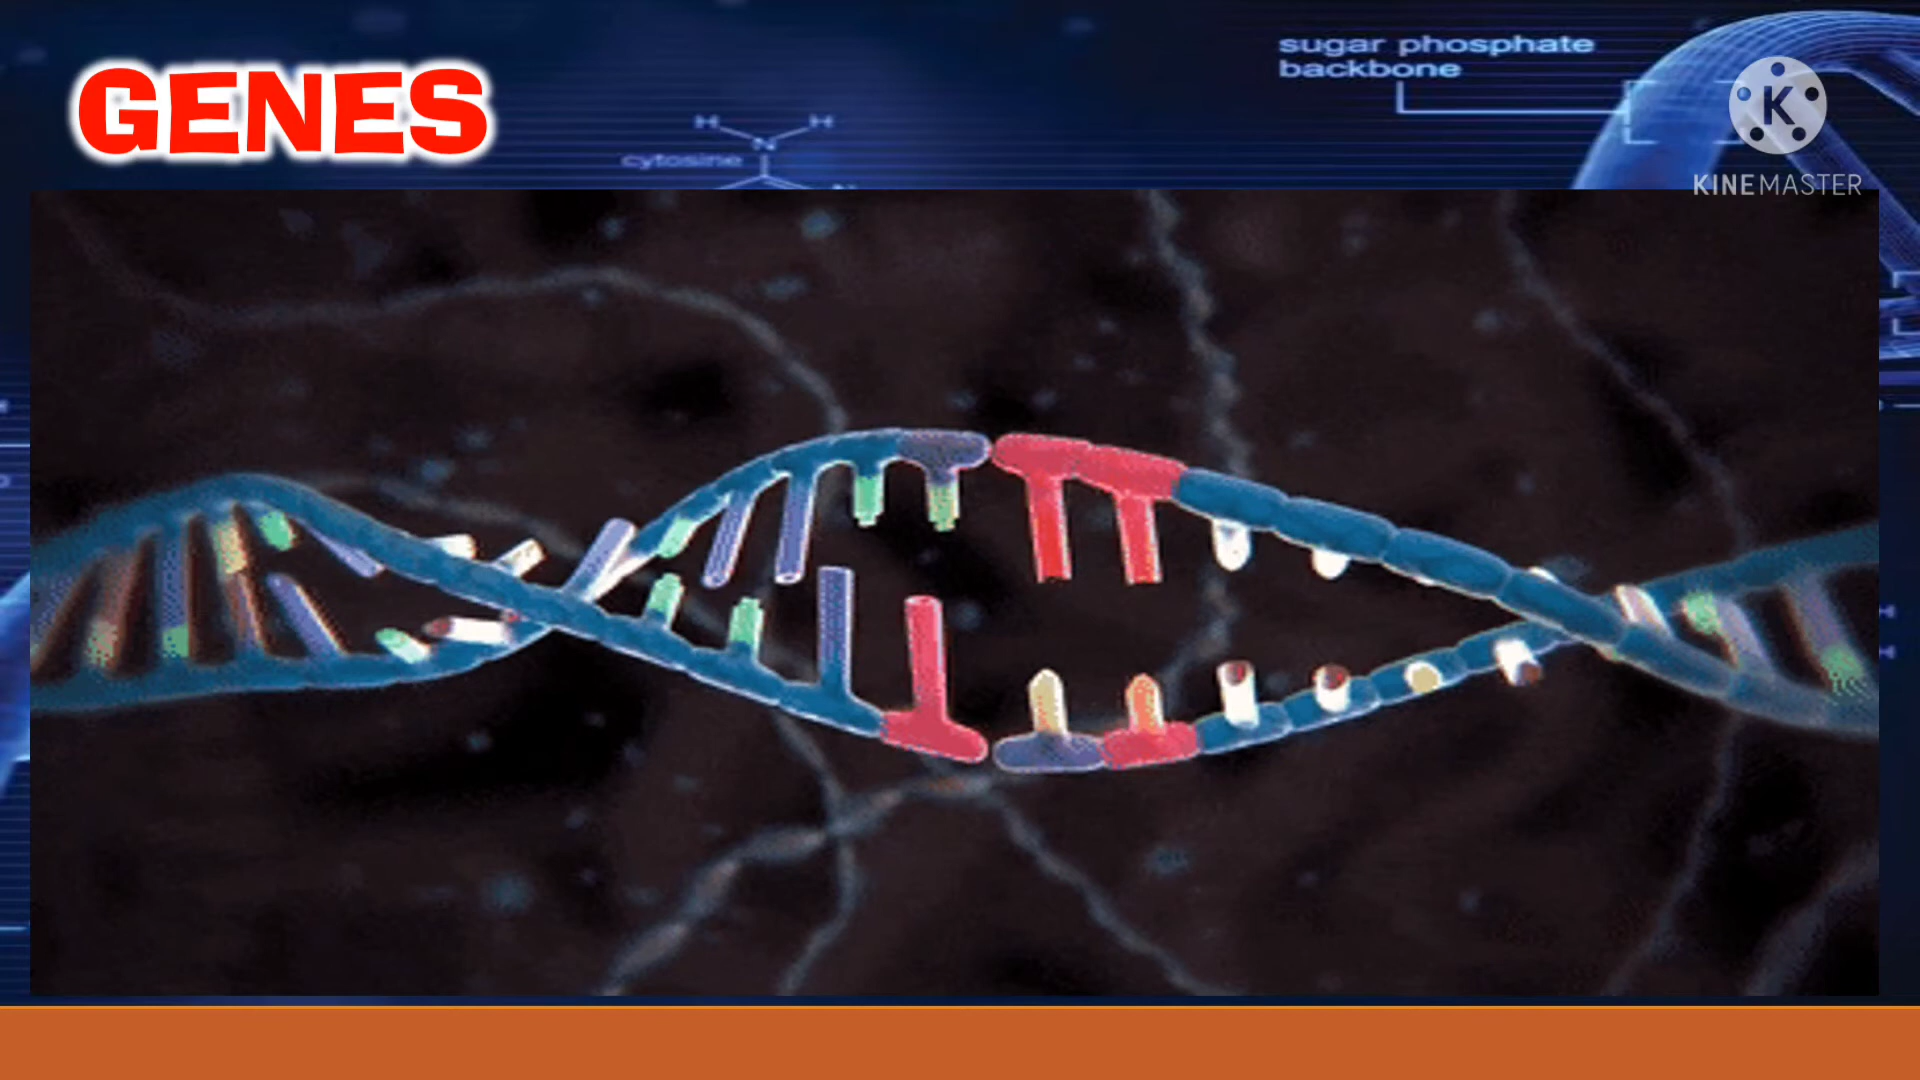 GENES
sugar phosphate
backbone
H H
N
cytosine
K
KINEMASTER
H
H